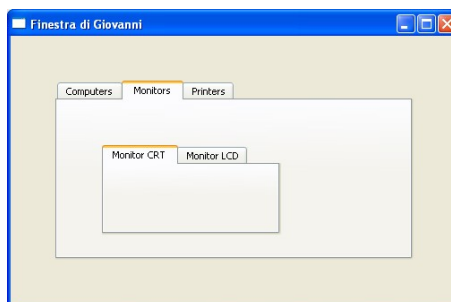 Finestra di Giovanni
Computers Monitors Printers
Monitor CRT Monitor LCD